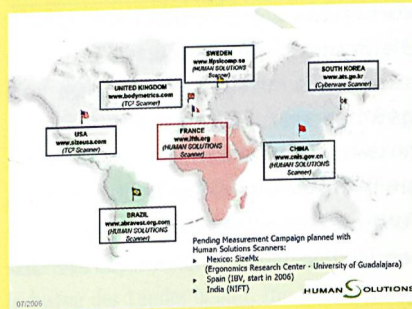 SWEDEN
(HUMAN SOLUTIONS
Scanner)
UNITED KINGDOM
www.bodymetrics.com
(TC² Scanner)
SOUTH KOREA
www.ats.go.kr
(Cyberware Scanner)
USA
www.sizeusa.com
(TC² Scanner)
FRANCE
www.ifth.org
(HUMAN SOLUTIONS
Scanner)
CHINA
www.cnis.gov.cn
(HUMAN SOLUTIONS
Scanner)
BRAZIL
www.abravest.org.com
(HUMAN SOLUTIONS
Scanner)
Pending Measurement Campaign planned with
Human Solutions Scanners:
▸ Mexico: SizeMx
(Ergonomics Research Center - University of Guadalajara)
▸ Spain (IBV, start in 2006)
▸ India (NIFT)
HUMAN SOLUTIONS
07/2006